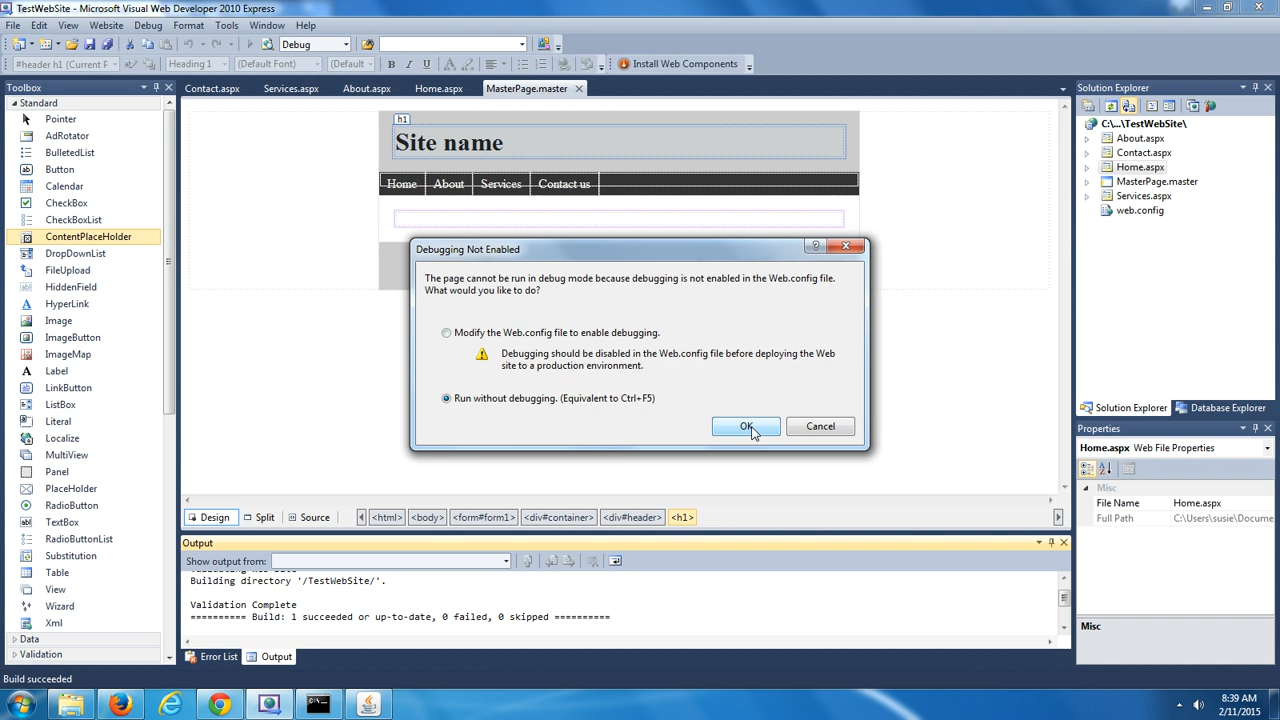 TestWebSite - Microsoft Visual Web Developer 2010 Express
File Edit View Website Debug Format Tools Window Help
Debug
#header h1 (Current P Heading 1 (Default Font) (Default B I U A Install Web Components
Toolbox
Contact.aspx Services.aspx About.aspx Home.aspx MasterPage.master
Standard
Pointer
AdRotator
BulletedList
Button
Calendar
CheckBox
CheckBoxList
ContentPlaceHolder
DropDownList
FileUpload
HiddenField
HyperLink
Image
ImageButton
ImageMap
Label
LinkButton
ListBox
Literal
Localize
MultiView
Panel
PlaceHolder
RadioButton
TextBox
RadioButtonList
Substitution
Table
View
Wizard
Xml
Data
Validation
h1
Site name
Home About Services Contact us
Debugging Not Enabled
The page cannot be run in debug mode because debugging is not enabled in the Web.config file.
What would you like to do?
Modify the Web.config file to enable debugging.
Debugging should be disabled in the Web.config file before deploying the Web
site to a production environment.
Run without debugging. (Equivalent to Ctrl+F5)
OK Cancel
Design Split Source <html> <body> <form#form1> <div#container> <div#header> <h1>
Output
Show output from:
Building directory '/TestWebSite/'.
Validation Complete
========== Build: 1 succeeded or up-to-date, 0 failed, 0 skipped ==========
Error List Output
Solution Explorer
C:\...\TestWebSite\
About.aspx
Contact.aspx
Home.aspx
MasterPage.master
Services.aspx
web.config
Solution Explorer Database Explorer
Properties
Home.aspx Web File Properties
Misc
File Name Home.aspx
Full Path C:\Users\susie\Docume
Misc
Build succeeded
8:39 AM
2/11/2015